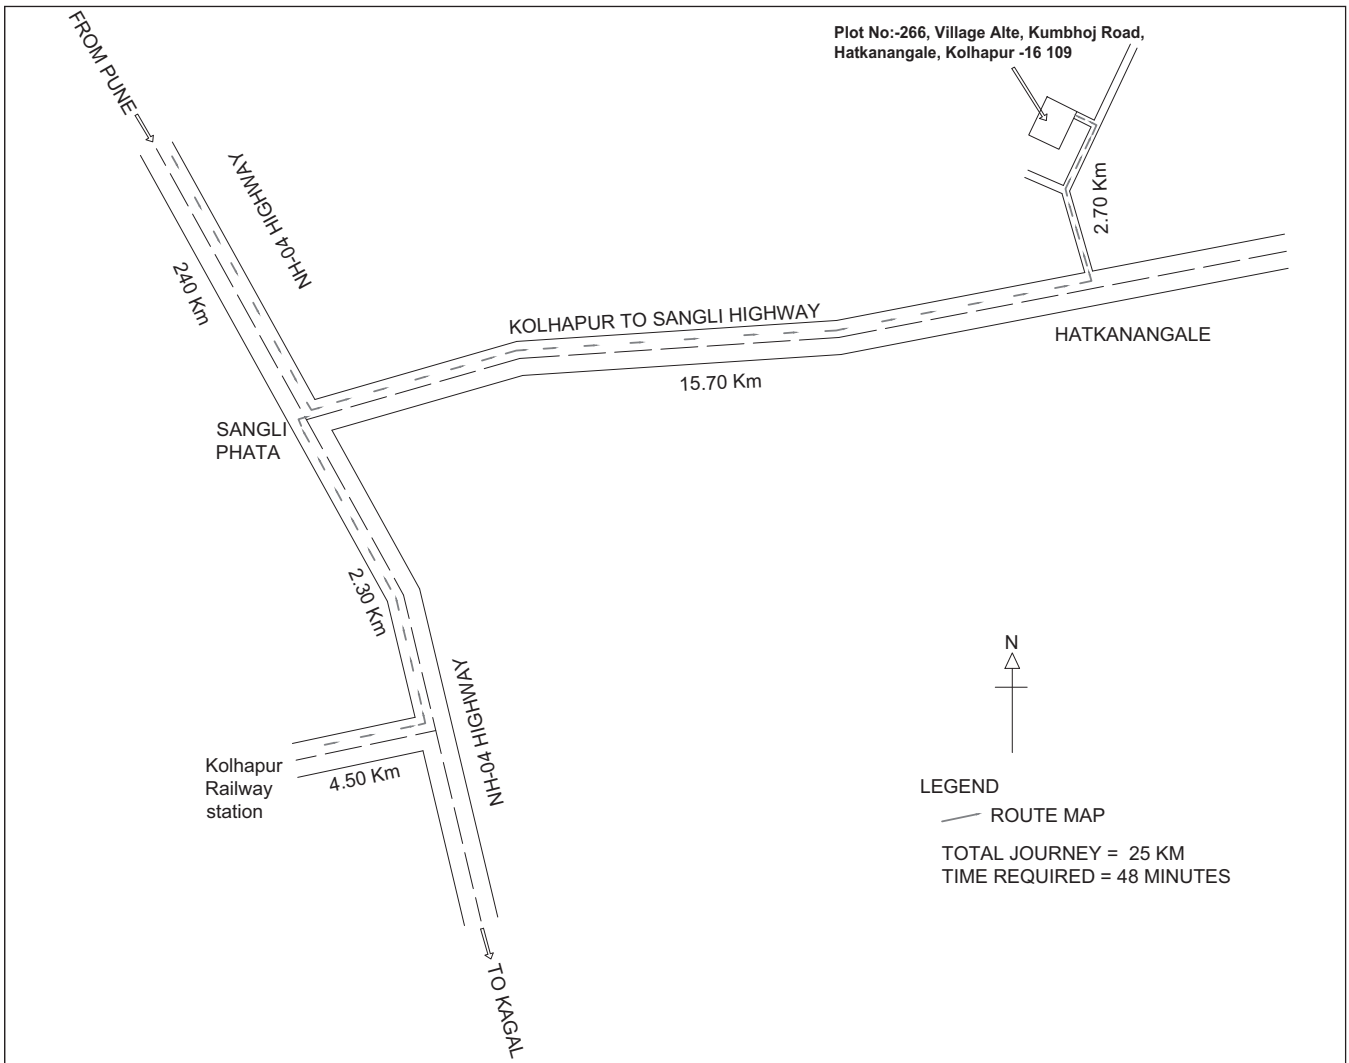 FROM PUNE
Plot No:-266, Village Alte, Kumbhoj Road,
Hatkanangale, Kolhapur -16 109
NH-04 HIGHWAY
2.70 Km
240 Km
KOLHAPUR TO SANGLI HIGHWAY
HATKANANGALE
15.70 Km
SANGLI
PHATA
2.30 Km
N
NH-04 HIGHWAY
Kolhapur
Railway
station
4.50 Km
LEGEND
ROUTE MAP
TOTAL JOURNEY = 25 KM
TIME REQUIRED = 48 MINUTES
TO KAGAL